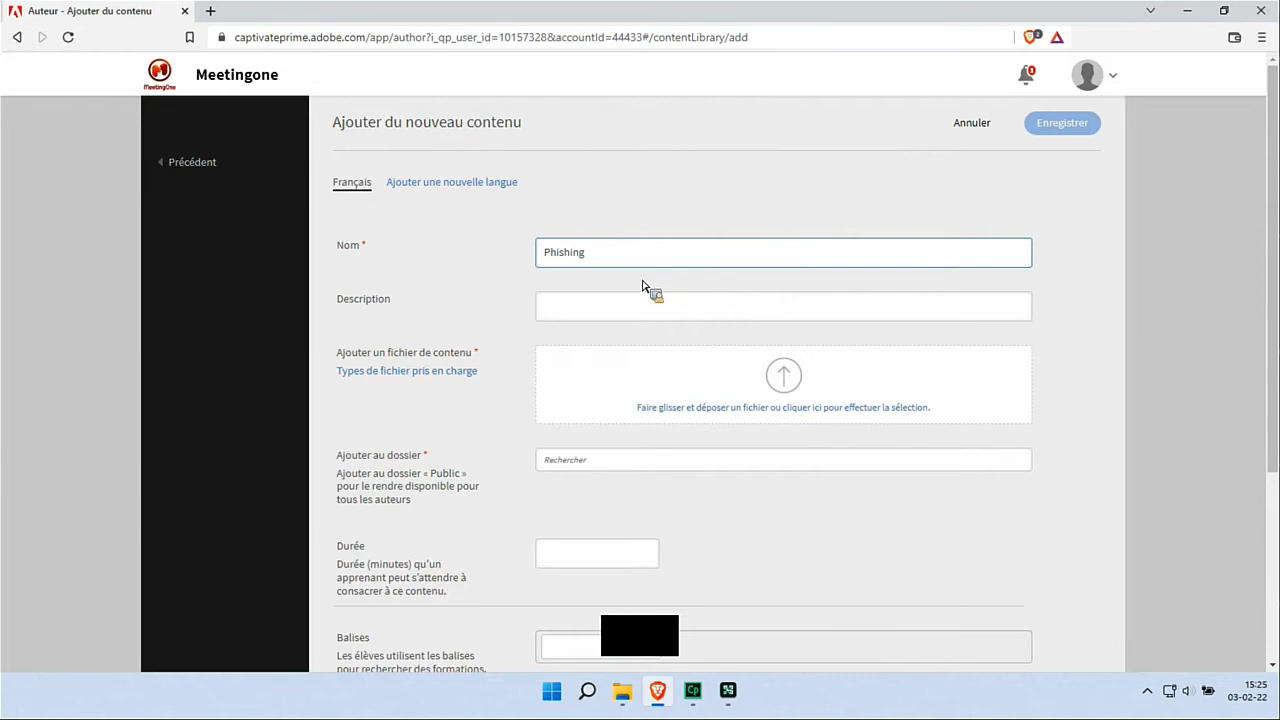 Auteur - Ajouter du contenu
captivateprime.adobe.com/app/author?i_qp_user_id=10157328&accountId=44433#/contentLibrary/add
2
MeetingOne
Meetingone
Ajouter du nouveau contenu
Annuler
Enregistrer
Précédent
Français
Ajouter une nouvelle langue
Nom *
Phishing
Description
Ajouter un fichier de contenu *
Types de fichier pris en charge
Faire glisser et déposer un fichier ou cliquer ici pour effectuer la sélection.
Ajouter au dossier *
Rechercher
Ajouter au dossier « Public »
pour le rendre disponible pour
tous les auteurs
Durée
Durée (minutes) qu'un
apprenant peut s'attendre à
consacrer à ce contenu.
Balises
Les élèves utilisent les balises
pour rechercher des formations.
Cp
15:25
03-02-22